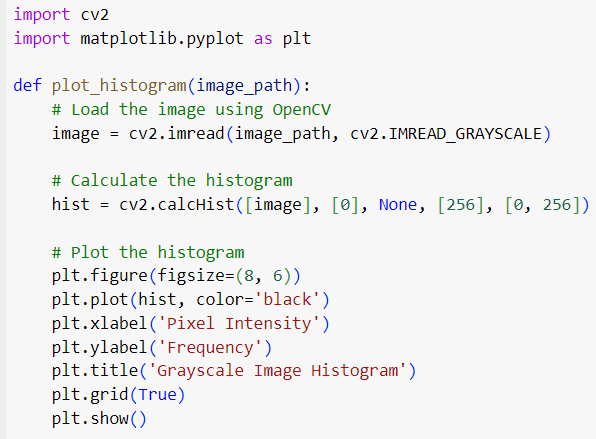 import cv2
import matplotlib.pyplot as plt

def plot_histogram(image_path):
    # Load the image using OpenCV
    image = cv2.imread(image_path, cv2.IMREAD_GRAYSCALE)

    # Calculate the histogram
    hist = cv2.calcHist([image], [0], None, [256], [0, 256])

    # Plot the histogram
    plt.figure(figsize=(8, 6))
    plt.plot(hist, color='black')
    plt.xlabel('Pixel Intensity')
    plt.ylabel('Frequency')
    plt.title('Grayscale Image Histogram')
    plt.grid(True)
    plt.show()